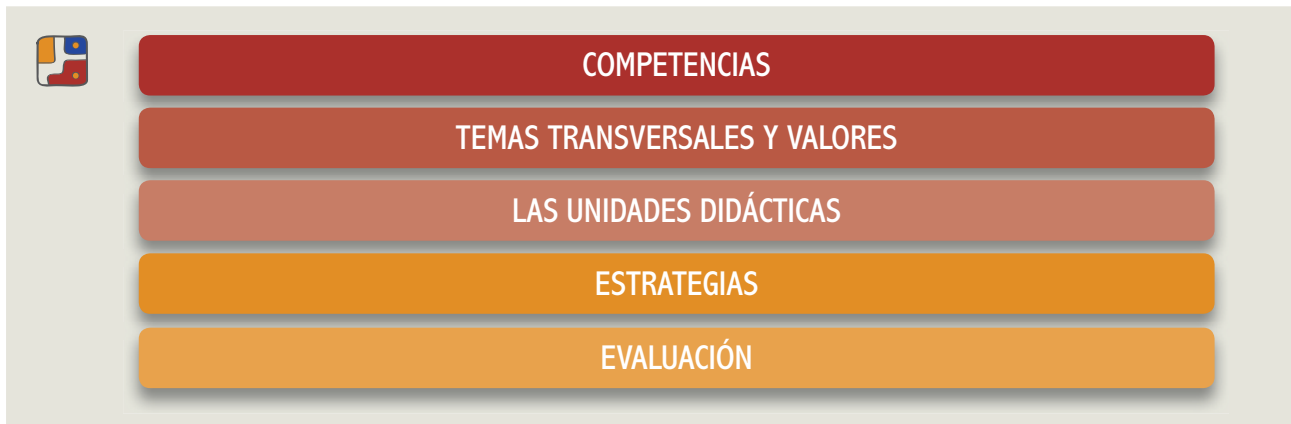 COMPETENCIAS
TEMAS TRANSVERSALES Y VALORES
LAS UNIDADES DIDÁCTICAS
ESTRATEGIAS
EVALUACIÓN